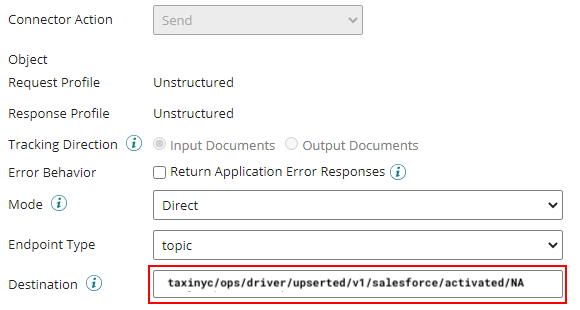 Connector Action Send
Object
Request Profile Unstructured
Response Profile Unstructured
Tracking Direction i Input Documents Output Documents
Error Behavior Return Application Error Responses i
Mode i Direct
Endpoint Type topic
Destination i taxinyc/ops/driver/upserted/v1/salesforce/activated/NA